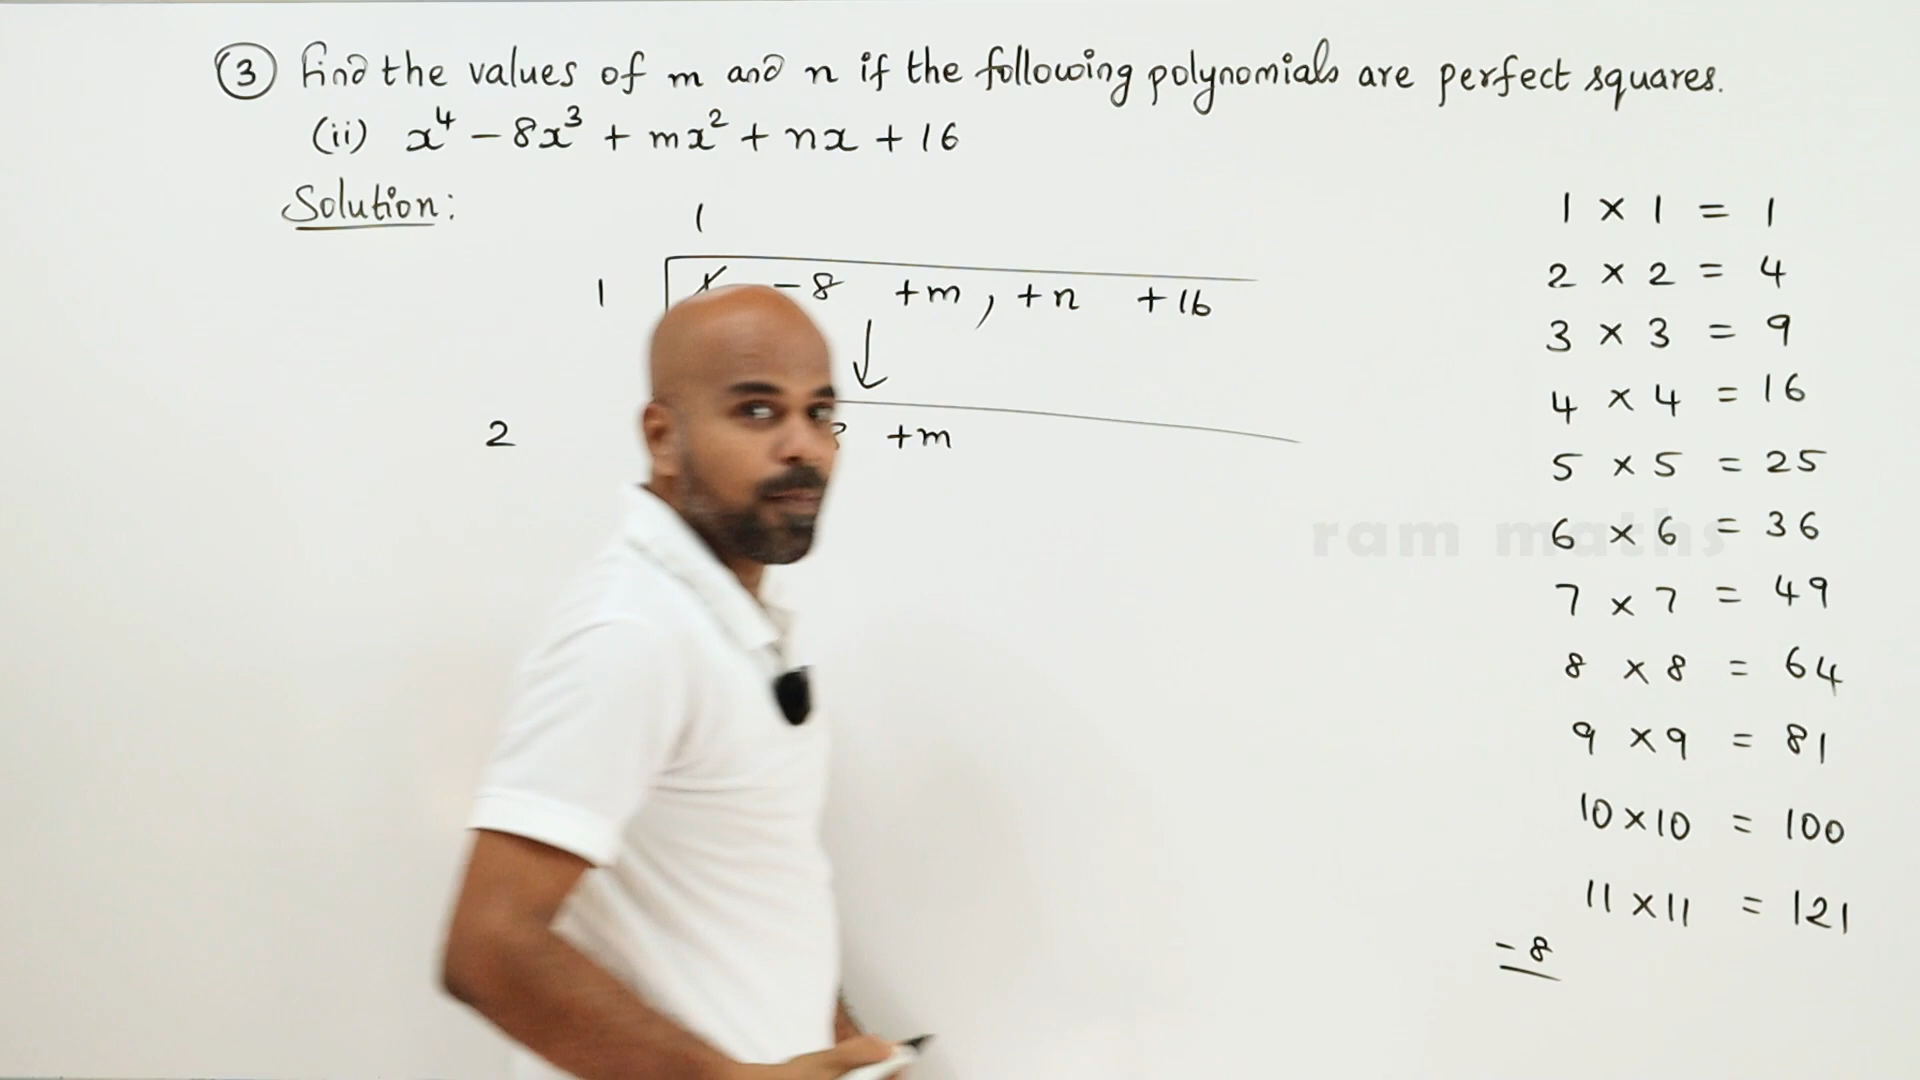 ③ Find the values of m and n if the following polynomials are perfect squares.
(ii) x⁴ - 8x³ + mx² + nx + 16
Solution:
1
1 1 -8 +m, +n +16
2 +m
1 × 1 = 1
2 × 2 = 4
3 × 3 = 9
4 × 4 = 16
5 × 5 = 25
6 × 6 = 36
7 × 7 = 49
8 × 8 = 64
9 × 9 = 81
10 × 10 = 100
11 × 11 = 121
-8
ram maths